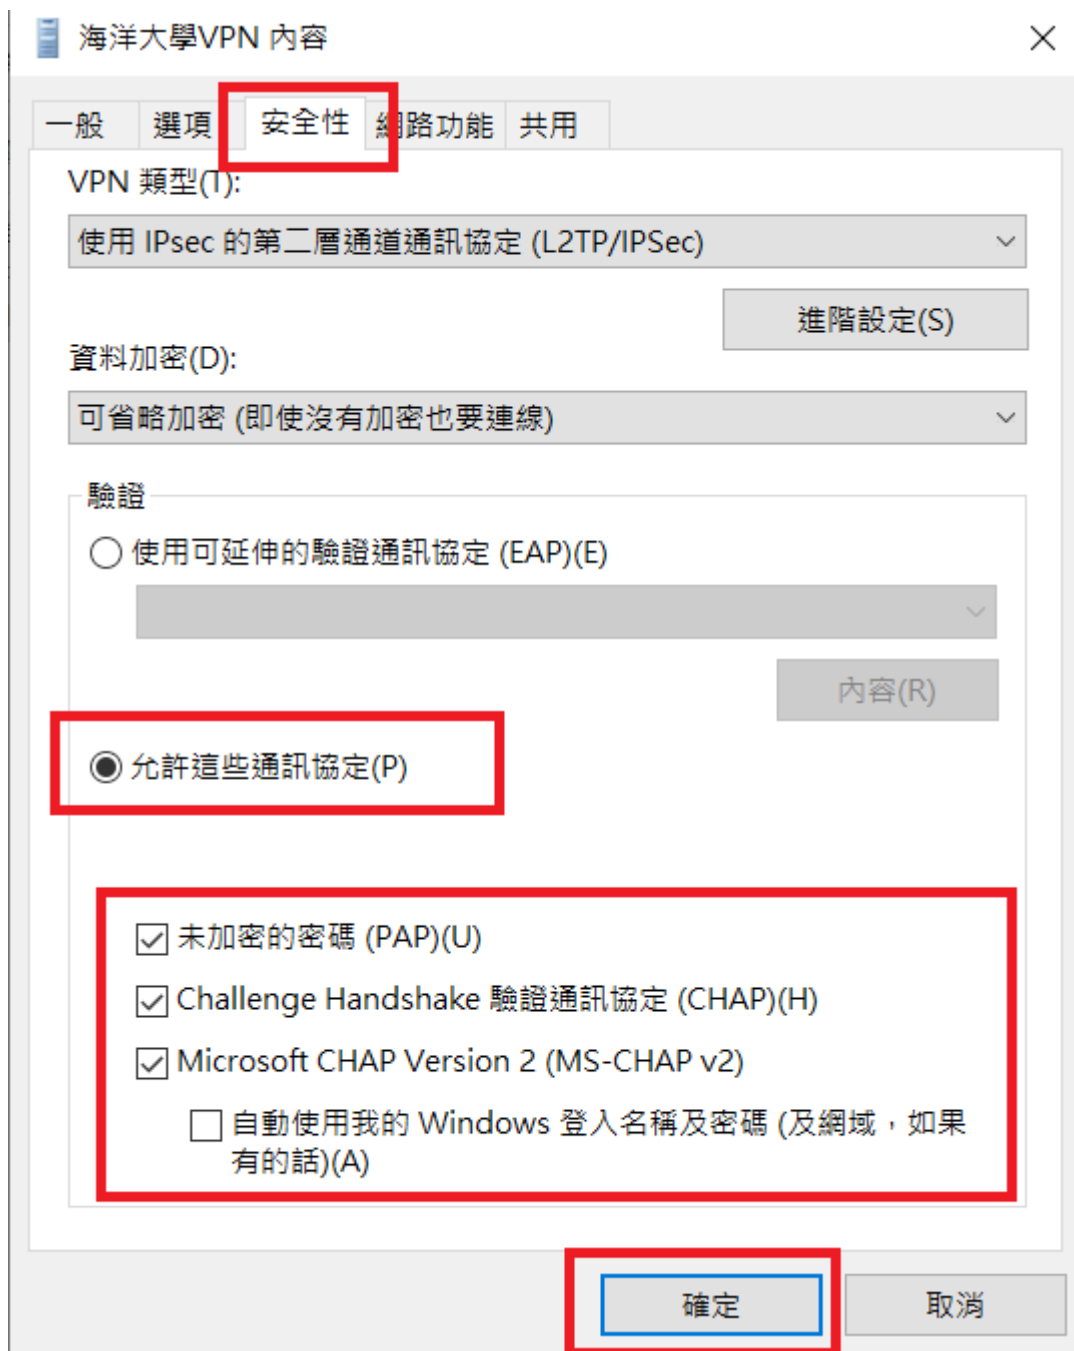 海洋大學VPN 內容
一般 選項 安全性 網路功能 共用
VPN 類型(T):
使用 IPsec 的第二層通道通訊協定 (L2TP/IPSec)
進階設定(S)
資料加密(D):
可省略加密 (即使沒有加密也要連線)
驗證
使用可延伸的驗證通訊協定 (EAP)(E)
內容(R)
允許這些通訊協定(P)
未加密的密碼 (PAP)(U)
Challenge Handshake 驗證通訊協定 (CHAP)(H)
Microsoft CHAP Version 2 (MS-CHAP v2)
自動使用我的 Windows 登入名稱及密碼 (及網域，如果
有的話)(A)
確定 取消